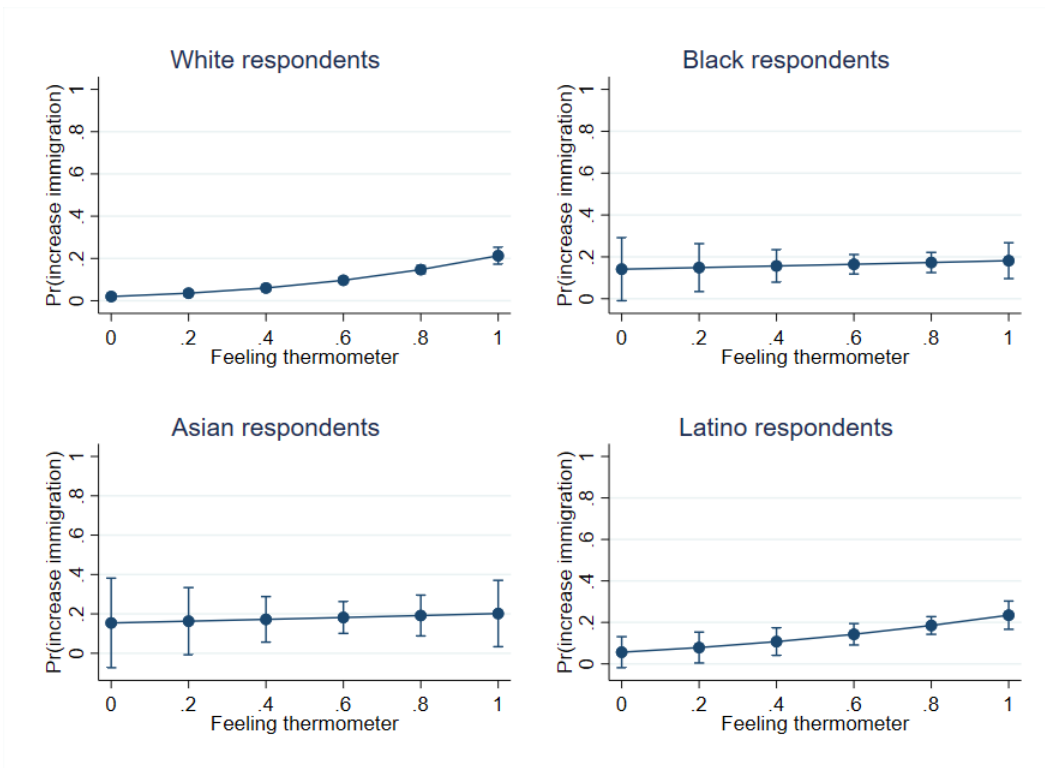 White respondents
Pr(increase immigration)
1
.8
.6
.4
.2
0
0 .2 .4 .6 .8 1
Feeling thermometer
Black respondents
Pr(increase immigration)
1
.8
.6
.4
.2
0
0 .2 .4 .6 .8 1
Feeling thermometer
Asian respondents
Pr(increase immigration)
1
.8
.6
.4
.2
0
0 .2 .4 .6 .8 1
Feeling thermometer
Latino respondents
Pr(increase immigration)
1
.8
.6
.4
.2
0
0 .2 .4 .6 .8 1
Feeling thermometer